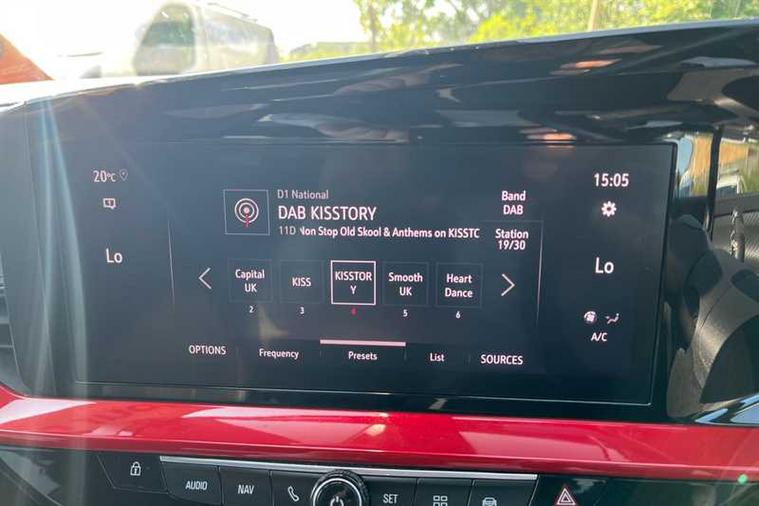 20°C
15:05
D1 National
DAB KISSTORY
11D Non Stop Old Skool & Anthems on KISSTC
Band
DAB
Station
19/30
Lo
Lo
Capital
UK
KISS
KISSTOR
Y
Smooth
UK
Heart
Dance
2
3
4
5
6
A/C
OPTIONS
Frequency
Presets
List
SOURCES
AUDIO
NAV
SET